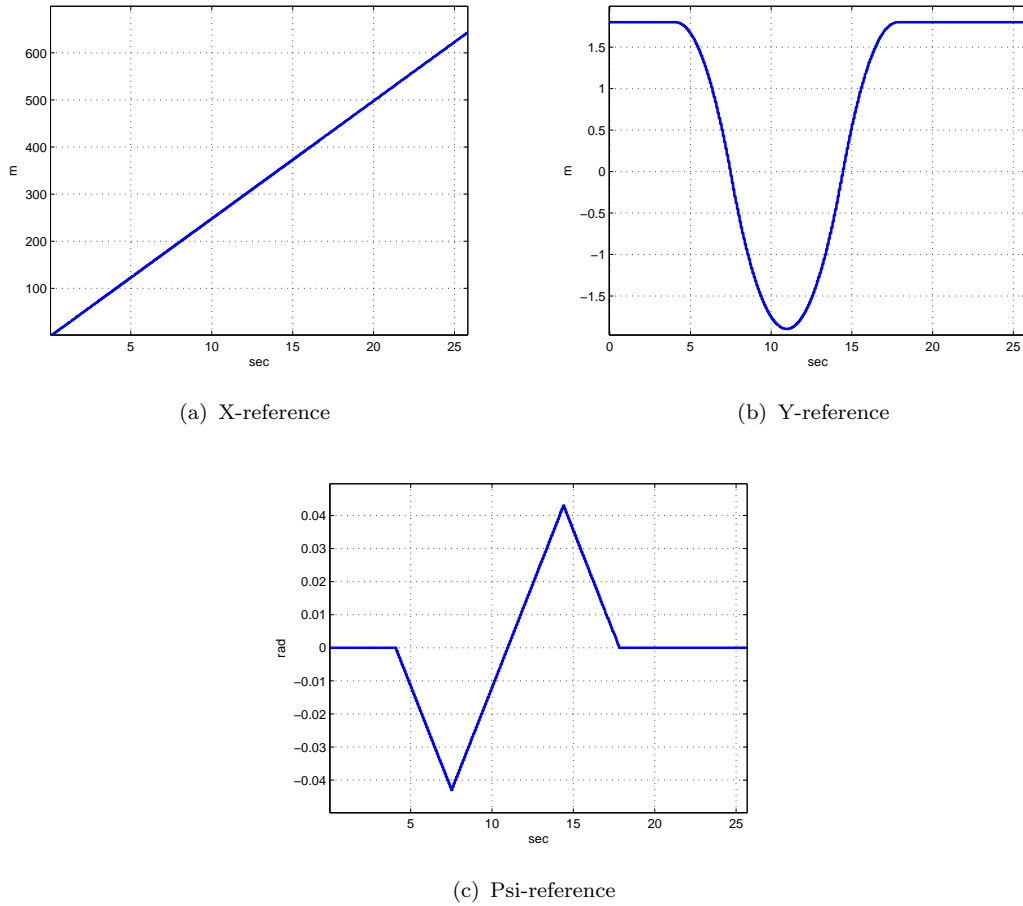 600
500
400
300
200
100
m
5 10 15 20 25
sec
(a) X-reference
1.5
1
0.5
0
−0.5
−1
−1.5
m
0 5 10 15 20 25
sec
(b) Y-reference
0.04
0.03
0.02
0.01
0
−0.01
−0.02
−0.03
−0.04
rad
5 10 15 20 25
sec
(c) Psi-reference